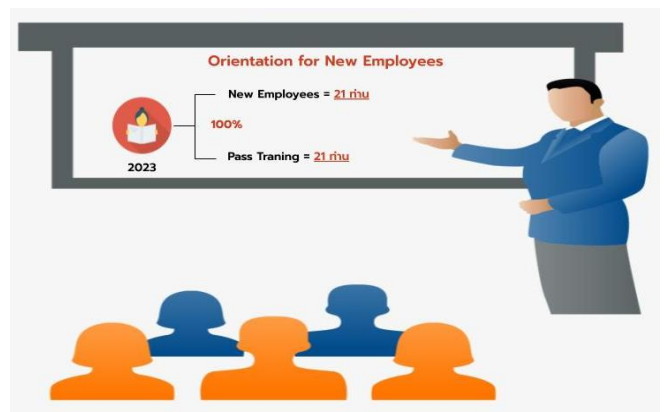 Orientation for New Employees
New Employees = 21 ท่าน
100%
Pass Traning = 21 ท่าน
2023